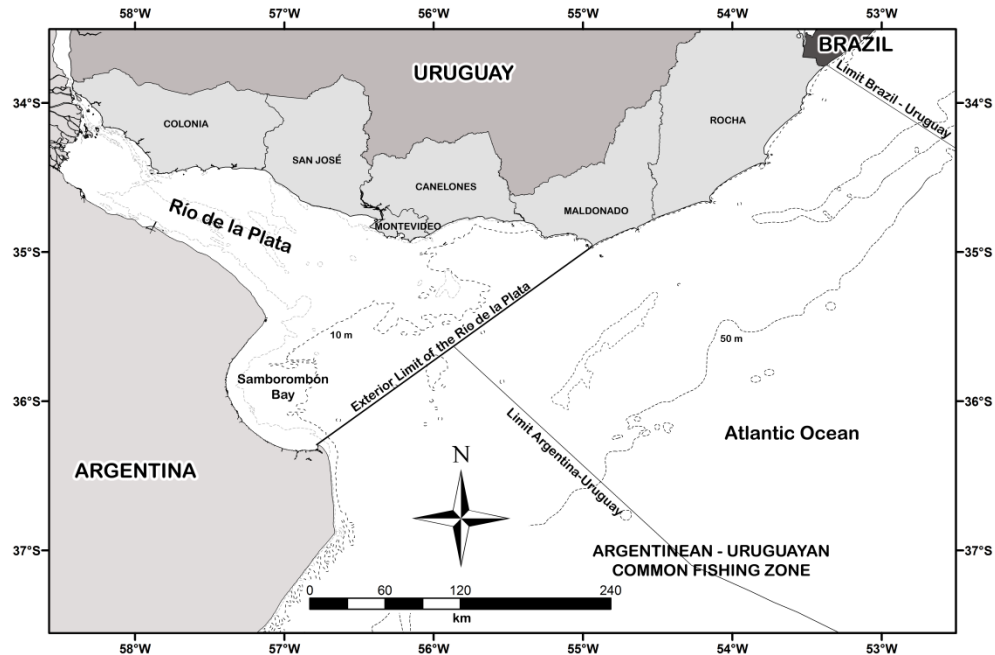 58°W 57°W 56°W 55°W 54°W 53°W
BRAZIL
URUGUAY
Limit Brazil - Uruguay
34°S 34°S
COLONIA
ROCHA
SAN JOSÉ
CANELONES
MALDONADO
MONTEVIDEO
Río de la Plata
35°S 35°S
Exterior Limit of the Río de la Plata
10 m
50 m
Samborombón
Bay
36°S 36°S
Limit Argentina-Uruguay
Atlantic Ocean
ARGENTINA
N
37°S 37°S
ARGENTINEAN - URUGUAYAN
COMMON FISHING ZONE
0 60 120 240
km
58°W 57°W 56°W 55°W 54°W 53°W